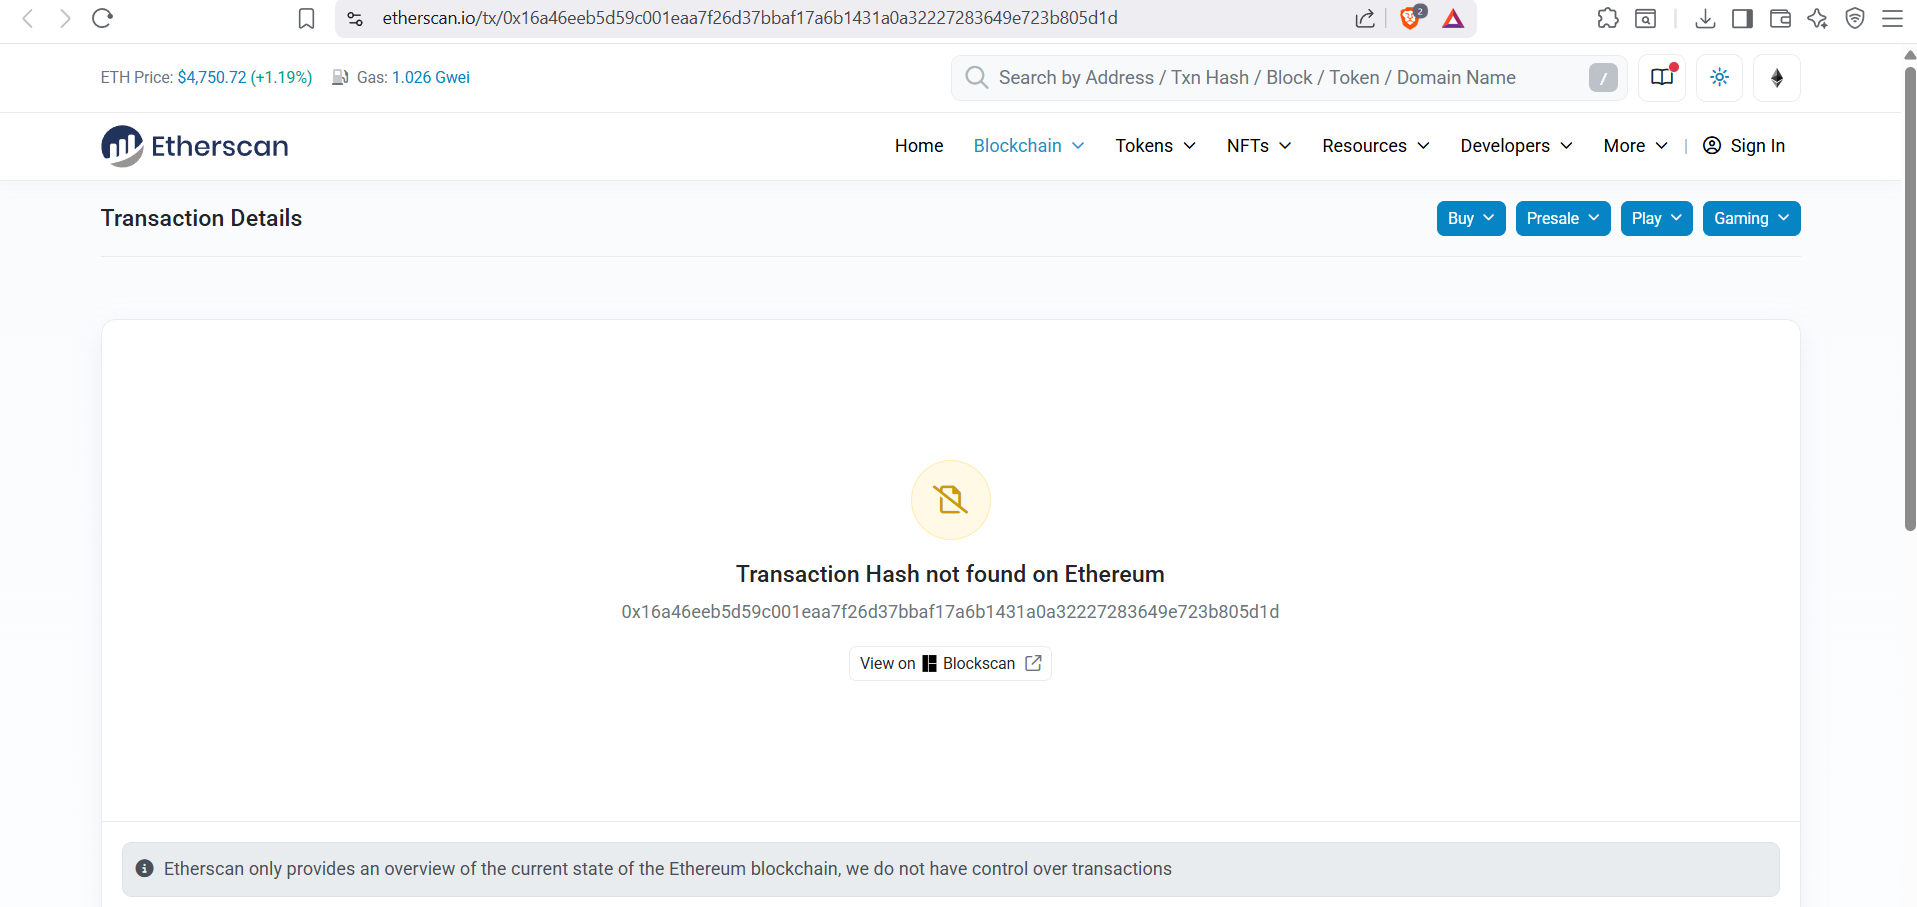 etherscan.io/tx/0x16a46eeb5d59c001eaa7f26d37bbaf17a6b1431a0a32227283649e723b805d1d
2
ETH Price: $4,750.72 (+1.19%) Gas: 1.026 Gwei
Search by Address / Txn Hash / Block / Token / Domain Name /
Etherscan
Home Blockchain Tokens NFTs Resources Developers More | Sign In
Transaction Details
Buy Presale Play Gaming
Transaction Hash not found on Ethereum
0x16a46eeb5d59c001eaa7f26d37bbaf17a6b1431a0a32227283649e723b805d1d
View on Blockscan
Etherscan only provides an overview of the current state of the Ethereum blockchain, we do not have control over transactions